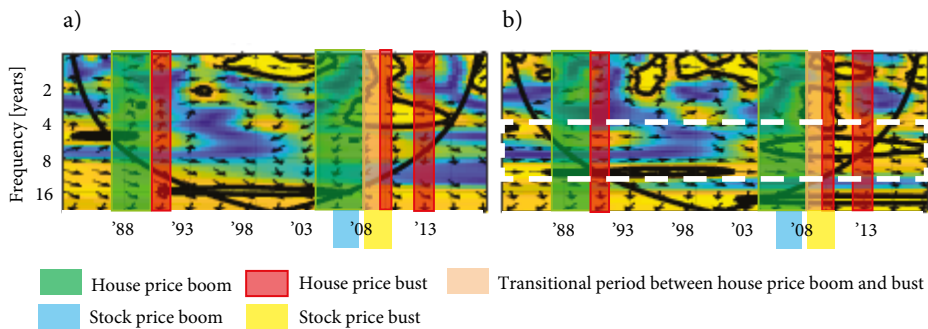 a)
b)
Frequency [years]
2
4
8
16
'88 '93 '98 '03 '08 '13
'88 '93 '98 '03 '08 '13
House price boom House price bust Transitional period between house price boom and bust
Stock price boom Stock price bust